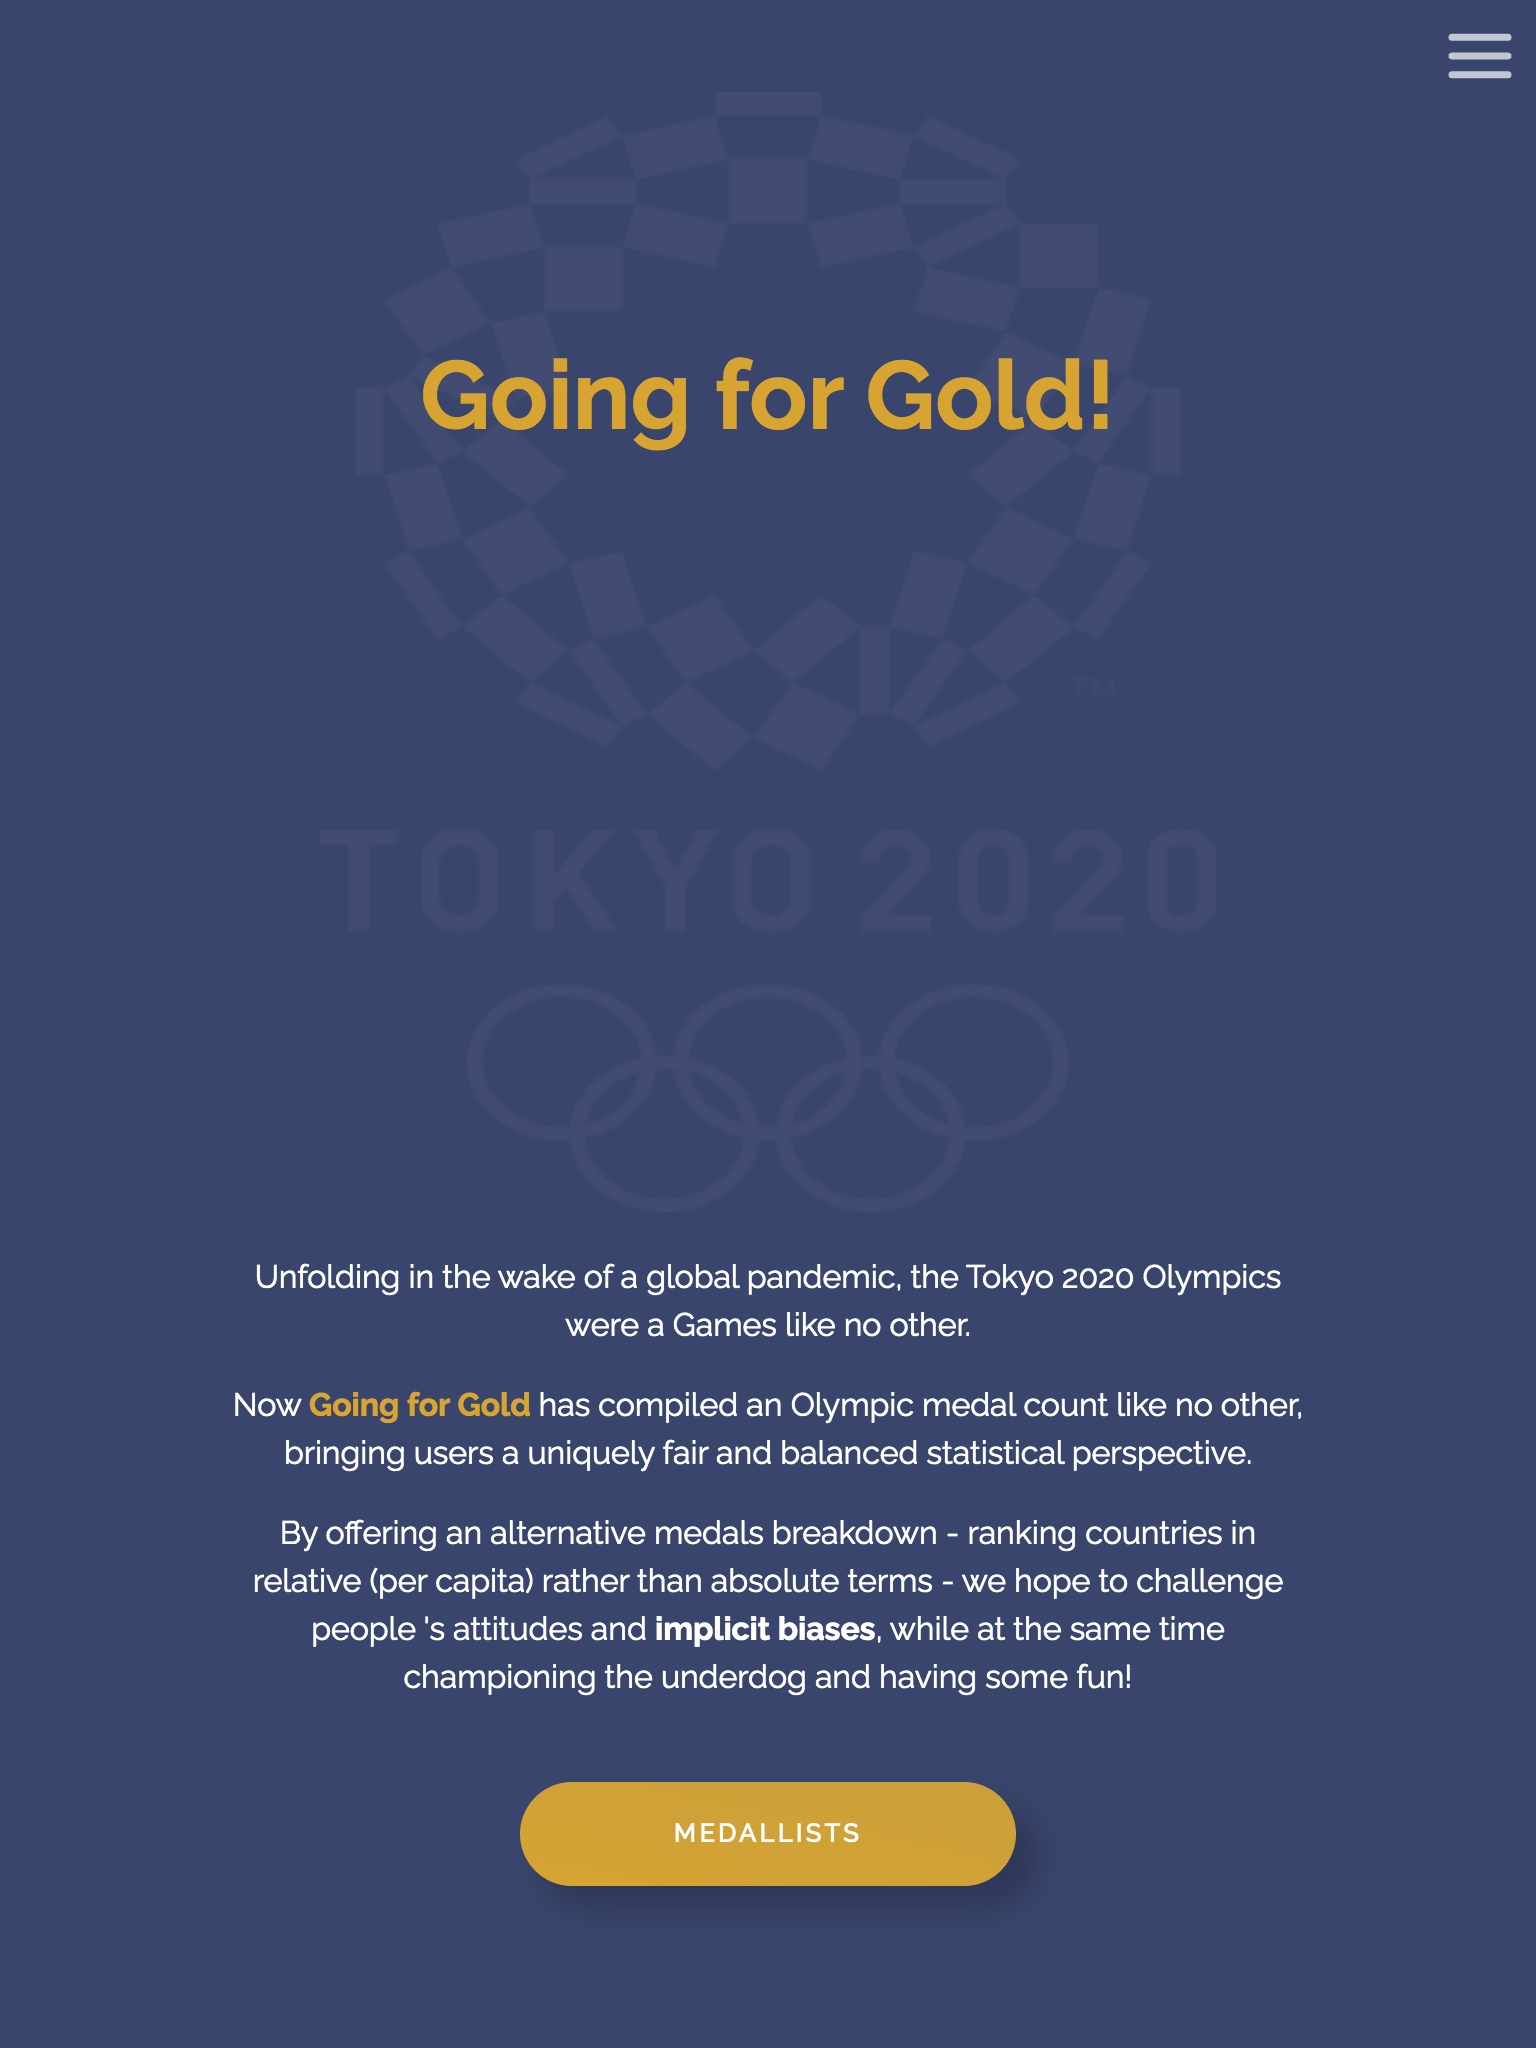 Going for Gold!
TM
TOKYO 2020
Unfolding in the wake of a global pandemic, the Tokyo 2020 Olympics
were a Games like no other.
Now Going for Gold has compiled an Olympic medal count like no other,
bringing users a uniquely fair and balanced statistical perspective.
By offering an alternative medals breakdown - ranking countries in
relative (per capita) rather than absolute terms - we hope to challenge
people 's attitudes and implicit biases, while at the same time
championing the underdog and having some fun!
MEDALLISTS